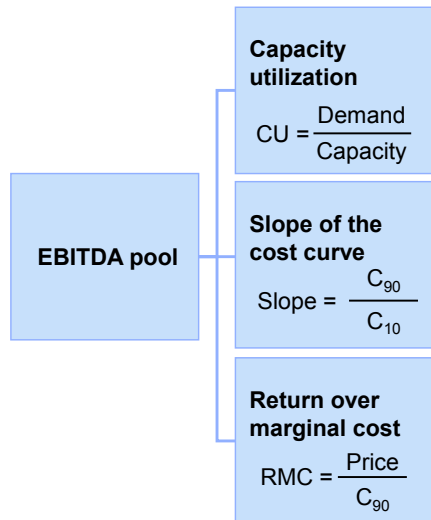 Capacity
utilization
CU = Demand
Capacity
EBITDA pool
Slope of the
cost curve
Slope = C₉₀
C₁₀
Return over
marginal cost
RMC = Price
C₉₀